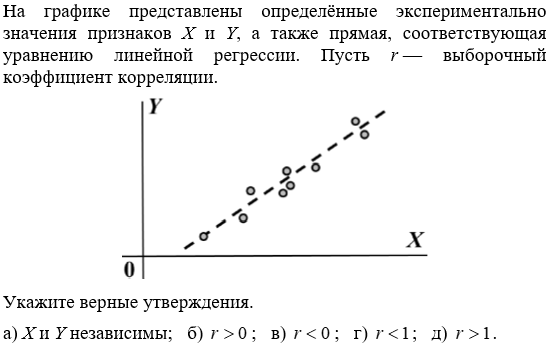 На графике представлены определённые экспериментально
значения признаков X и Y, а также прямая, соответствующая
уравнению линейной регрессии. Пусть r — выборочный
коэффициент корреляции.
Y
X
0
Укажите верные утверждения.
а) X и Y независимы; б) r > 0 ; в) r < 0 ; г) r < 1 ; д) r > 1 .